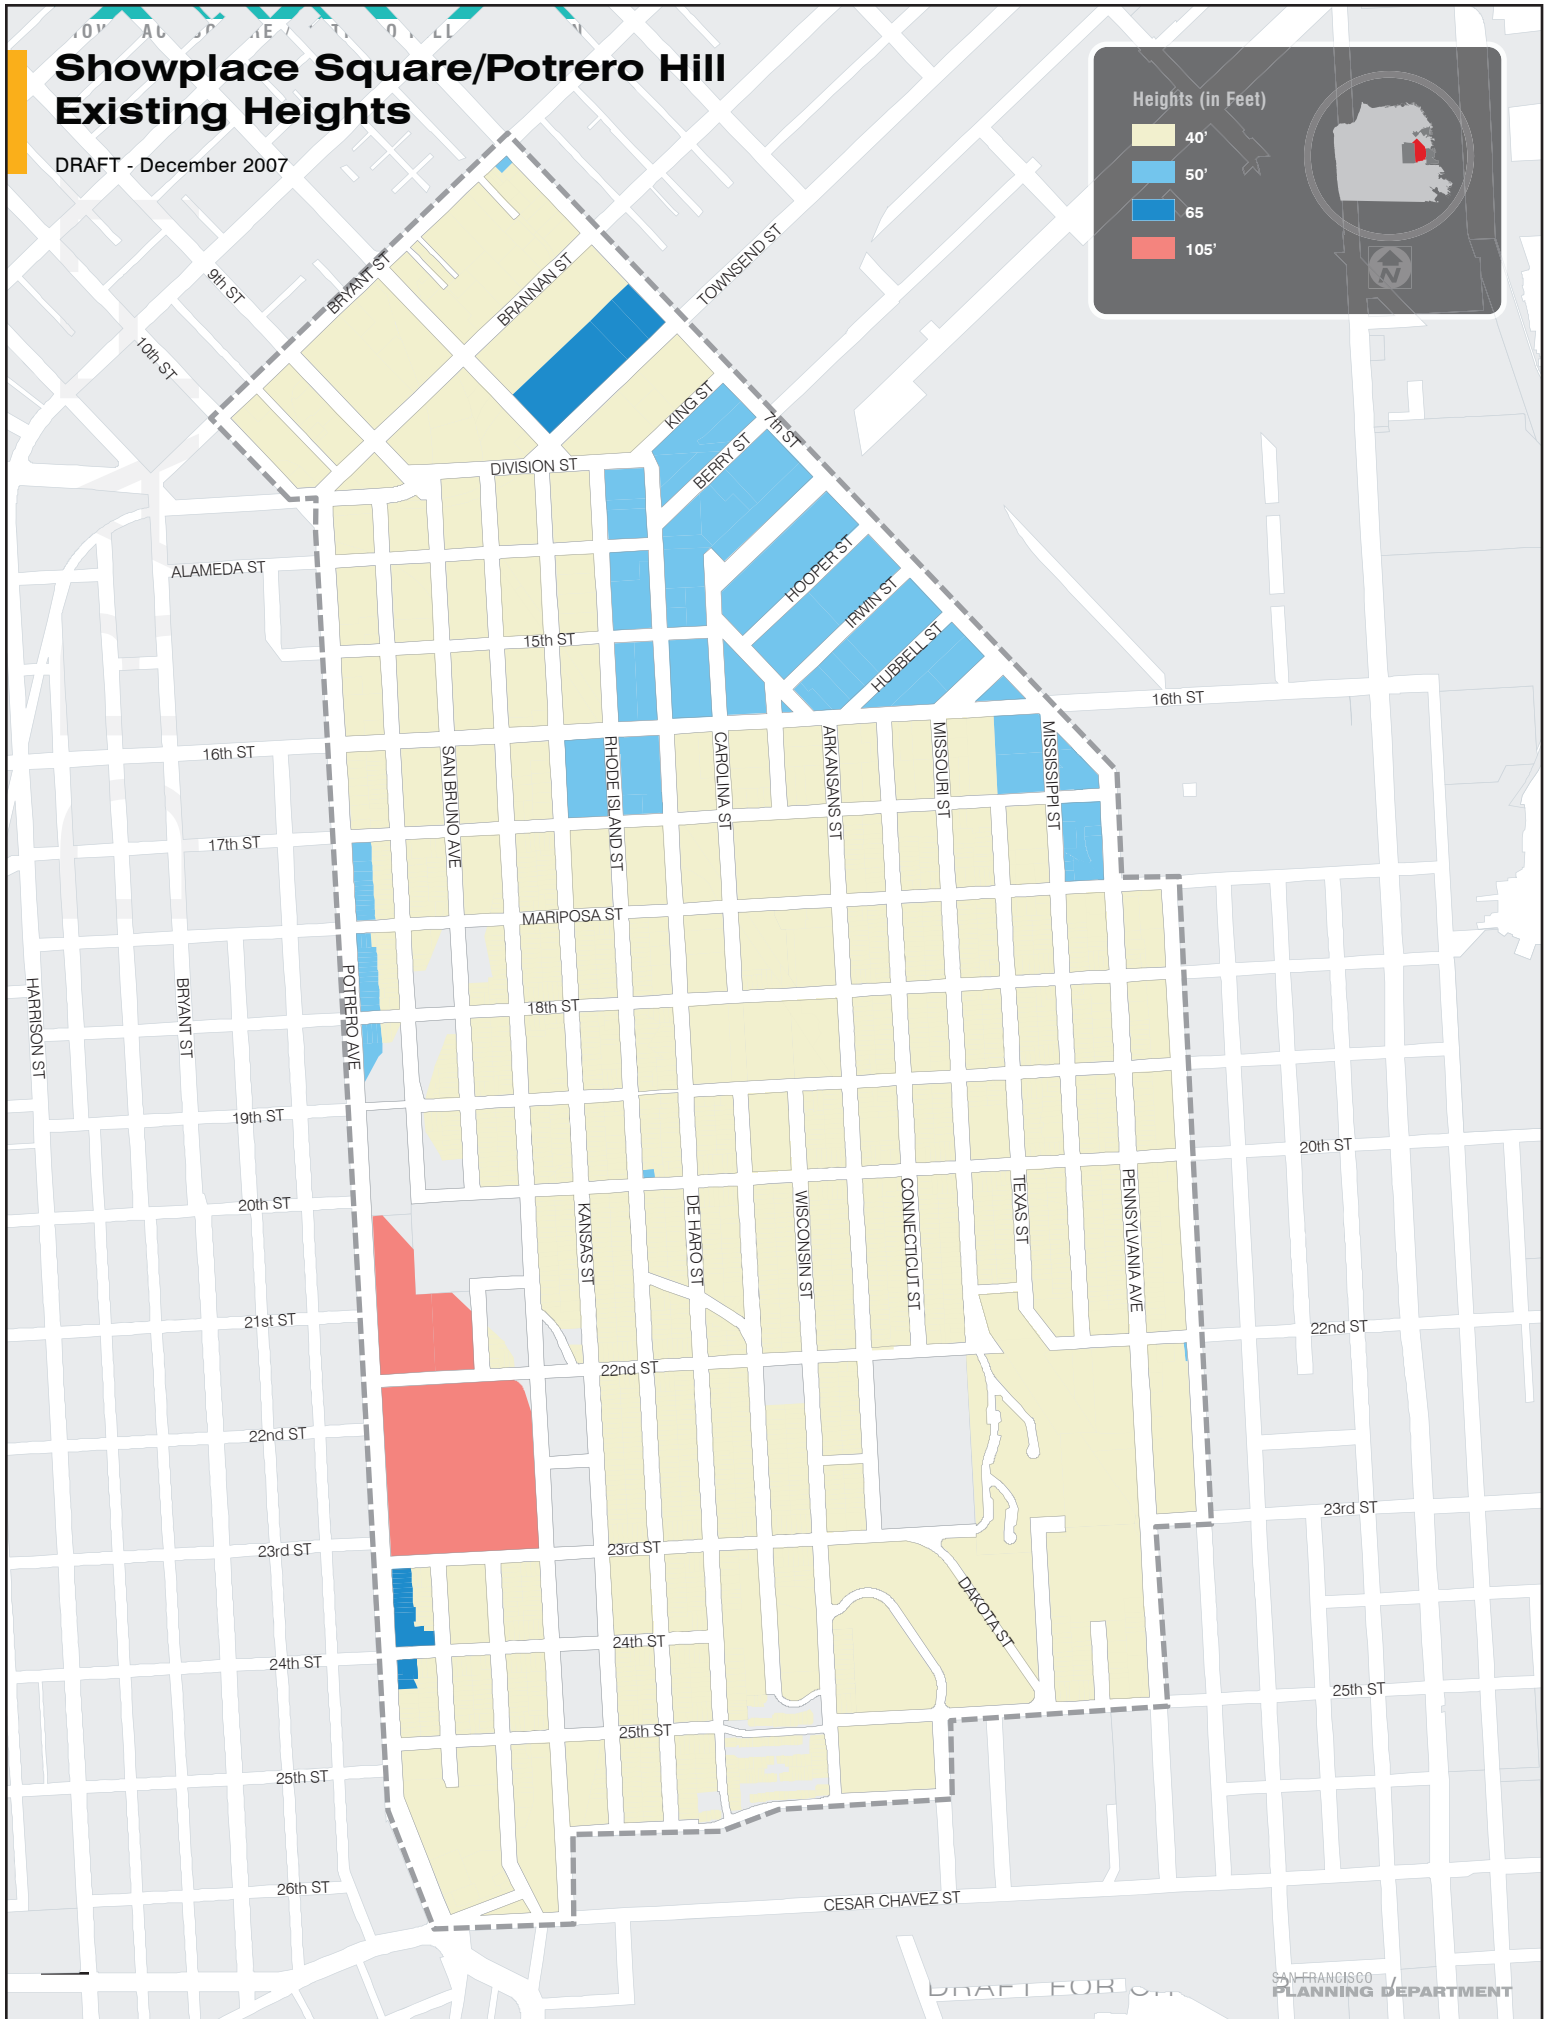 Showplace Square/Potrero Hill
Existing Heights
DRAFT - December 2007
Heights (in Feet)
40'
50'
65
105'
9th ST
10th ST
BRYANT ST
BRANNAN ST
TOWNSEND ST
KING ST
7th ST
BERRY ST
DIVISION ST
HOOPER ST
IRWIN ST
HUBBELL ST
ALAMEDA ST
15th ST
16th ST
16th ST
SAN BRUNO AVE
RHODE ISLAND ST
CAROLINA ST
ARKANSANS ST
MISSOURI ST
MISSISSIPPI ST
17th ST
MARIPOSA ST
HARRISON ST
BRYANT ST
POTRERO AVE
18th ST
19th ST
20th ST
20th ST
KANSAS ST
DE HARO ST
WISCONSIN ST
CONNECTICUT ST
TEXAS ST
PENNSYLVANIA AVE
21st ST
22nd ST
22nd ST
22nd ST
23rd ST
23rd ST
23rd ST
DAKOTA ST
24th ST
24th ST
25th ST
25th ST
25th ST
26th ST
CESAR CHAVEZ ST
DRAFT FOR
SAN FRANCISCO
PLANNING DEPARTMENT